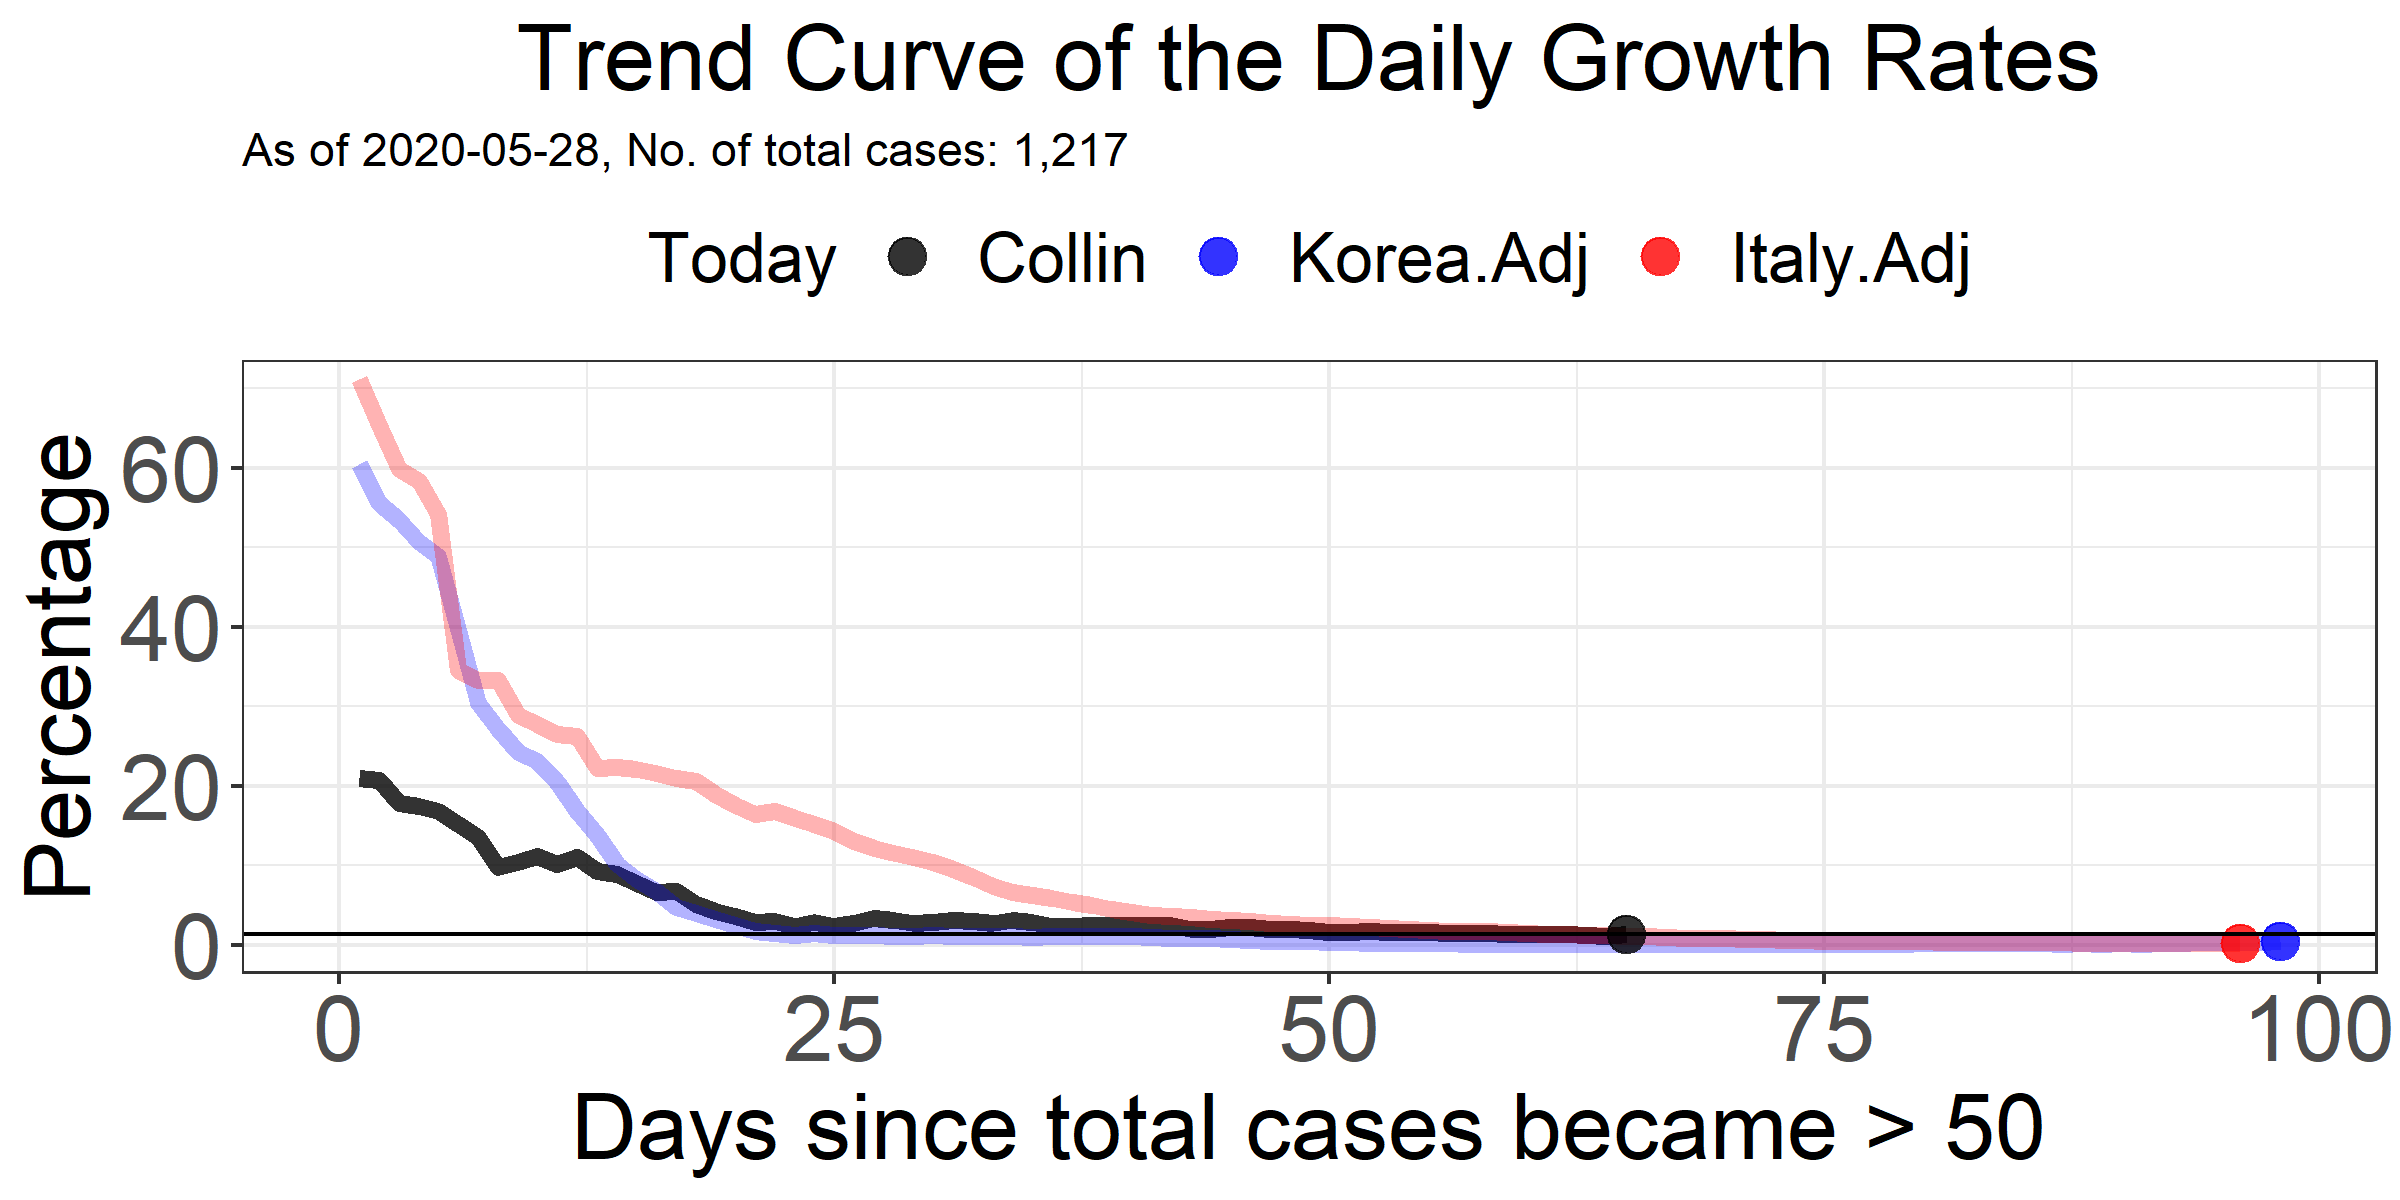 Trend Curve of the Daily Growth Rates
As of 2020-05-28, No. of total cases: 1,217
Today Collin Korea.Adj Italy.Adj
Percentage
60
40
20
0
0 25 50 75 100
Days since total cases became > 50